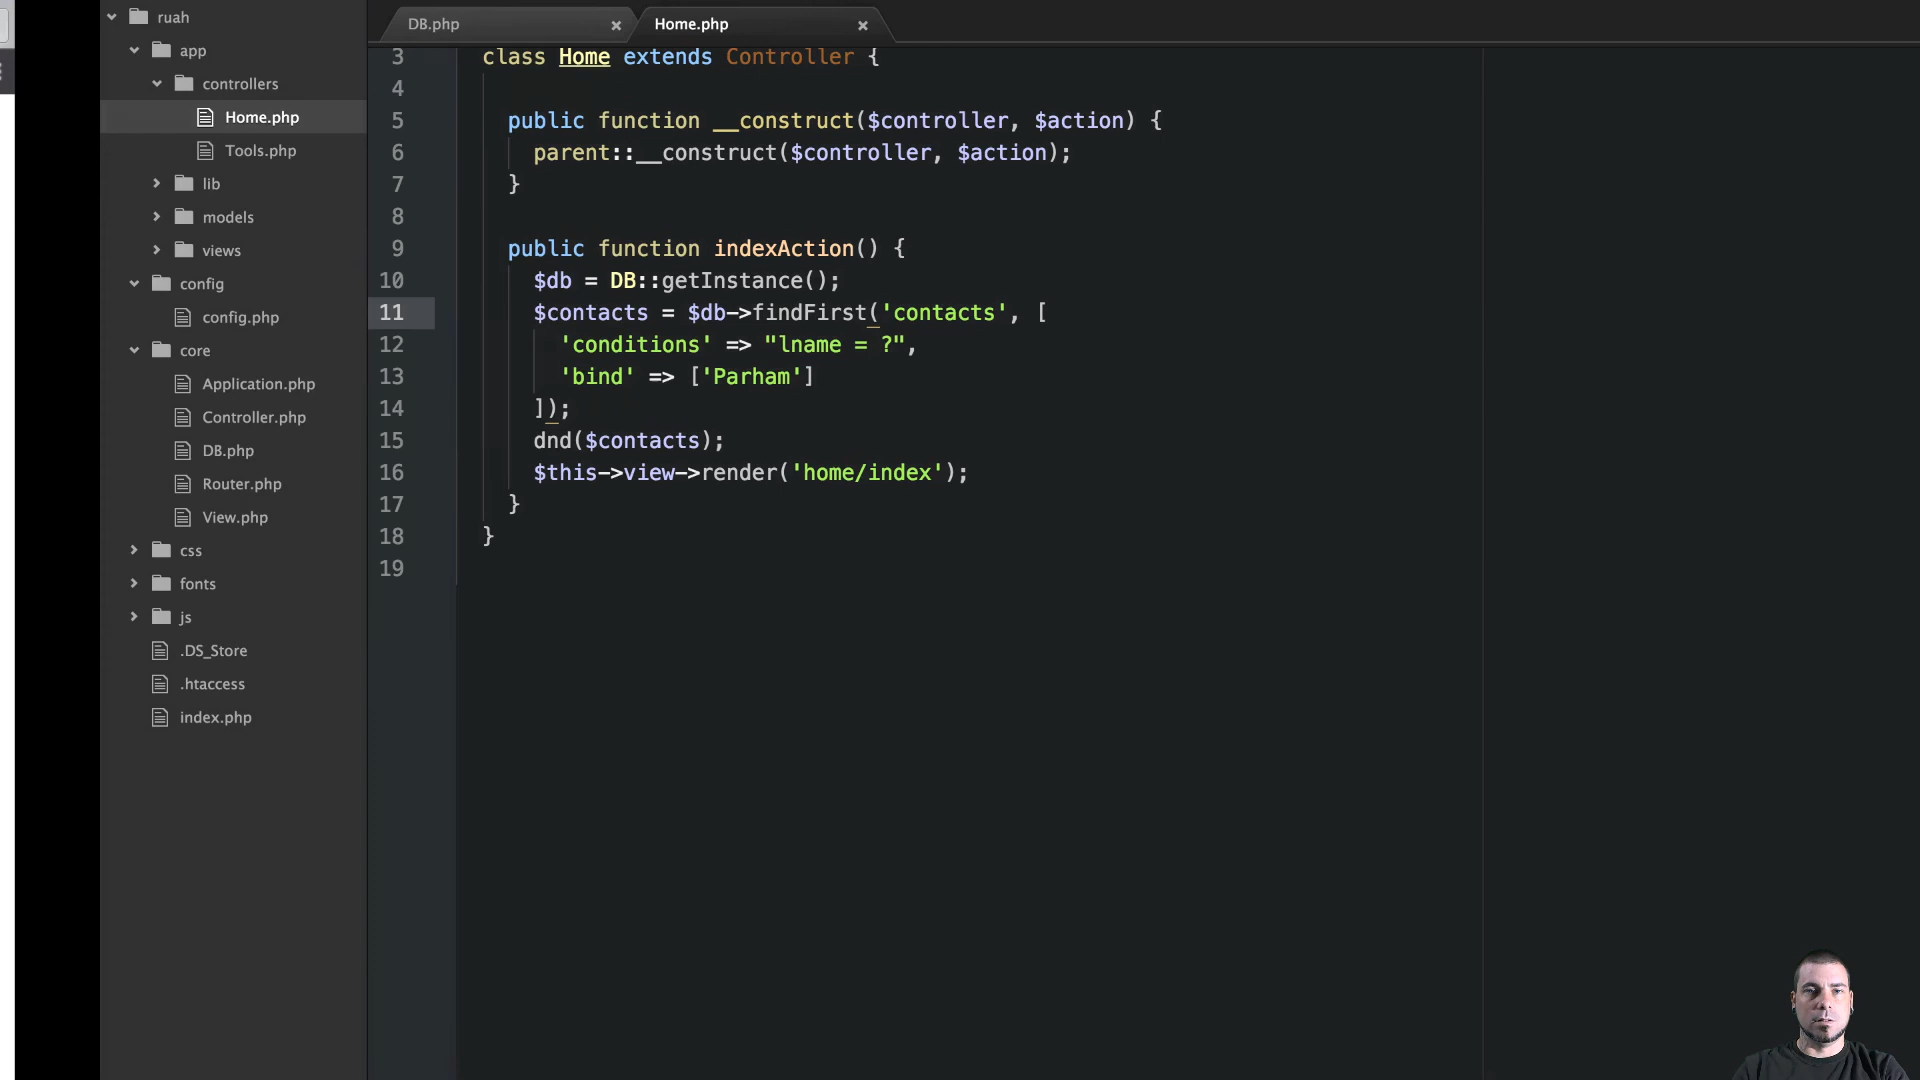 ruah
app
controllers
Home.php
Tools.php
lib
models
views
config
config.php
core
Application.php
Controller.php
DB.php
Router.php
View.php
css
fonts
js
.DS_Store
.htaccess
index.php
DB.php × Home.php ×
3 class Home extends Controller {
4
5 public function __construct($controller, $action) {
6 parent::__construct($controller, $action);
7 }
8
9 public function indexAction() {
10 $db = DB::getInstance();
11 $contacts = $db->findFirst('contacts', [
12 'conditions' => "lname = ?",
13 'bind' => ['Parham']
14 ]);
15 dnd($contacts);
16 $this->view->render('home/index');
17 }
18 }
19